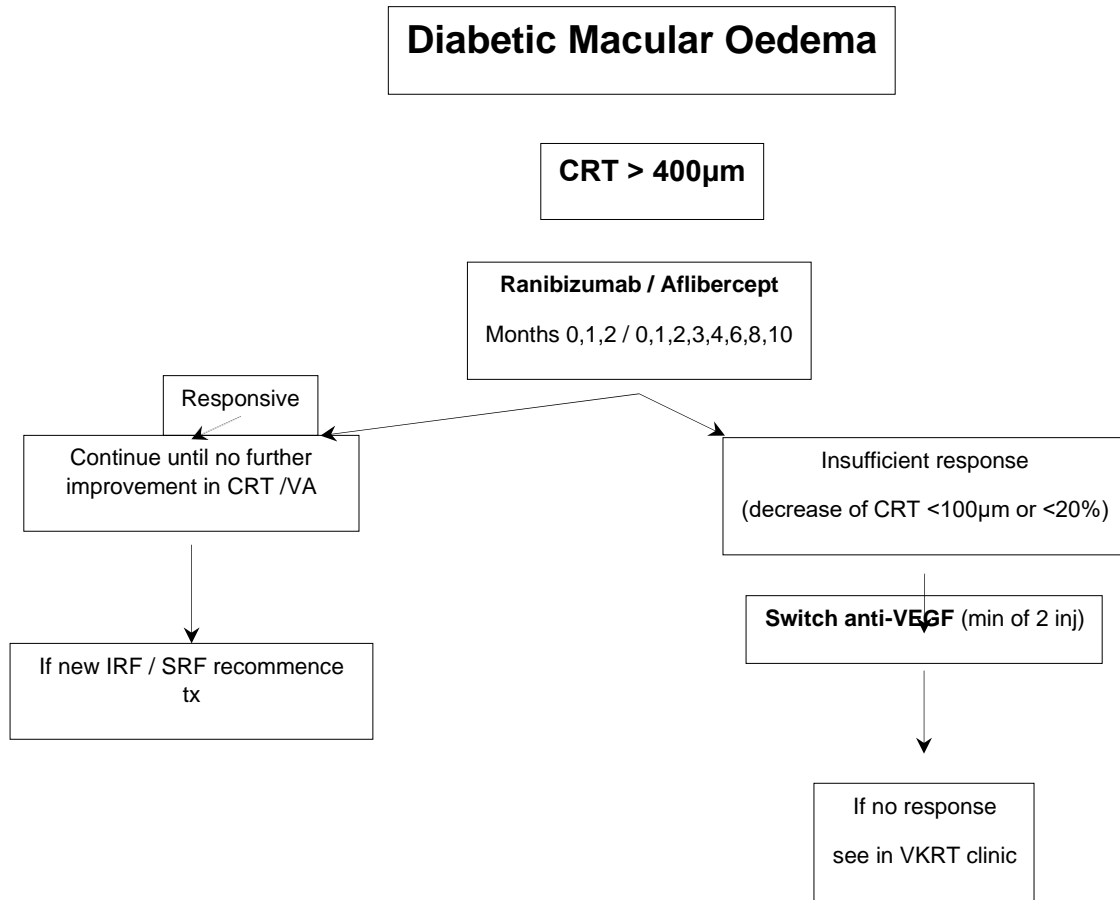 Diabetic Macular Oedema
CRT > 400µm
Ranibizumab / Aflibercept
Months 0,1,2 / 0,1,2,3,4,6,8,10
Responsive
Continue until no further
improvement in CRT /VA
Insufficient response
(decrease of CRT <100µm or <20%)
Switch anti-VEGF (min of 2 inj)
If new IRF / SRF recommence
tx
If no response
see in VKRT clinic